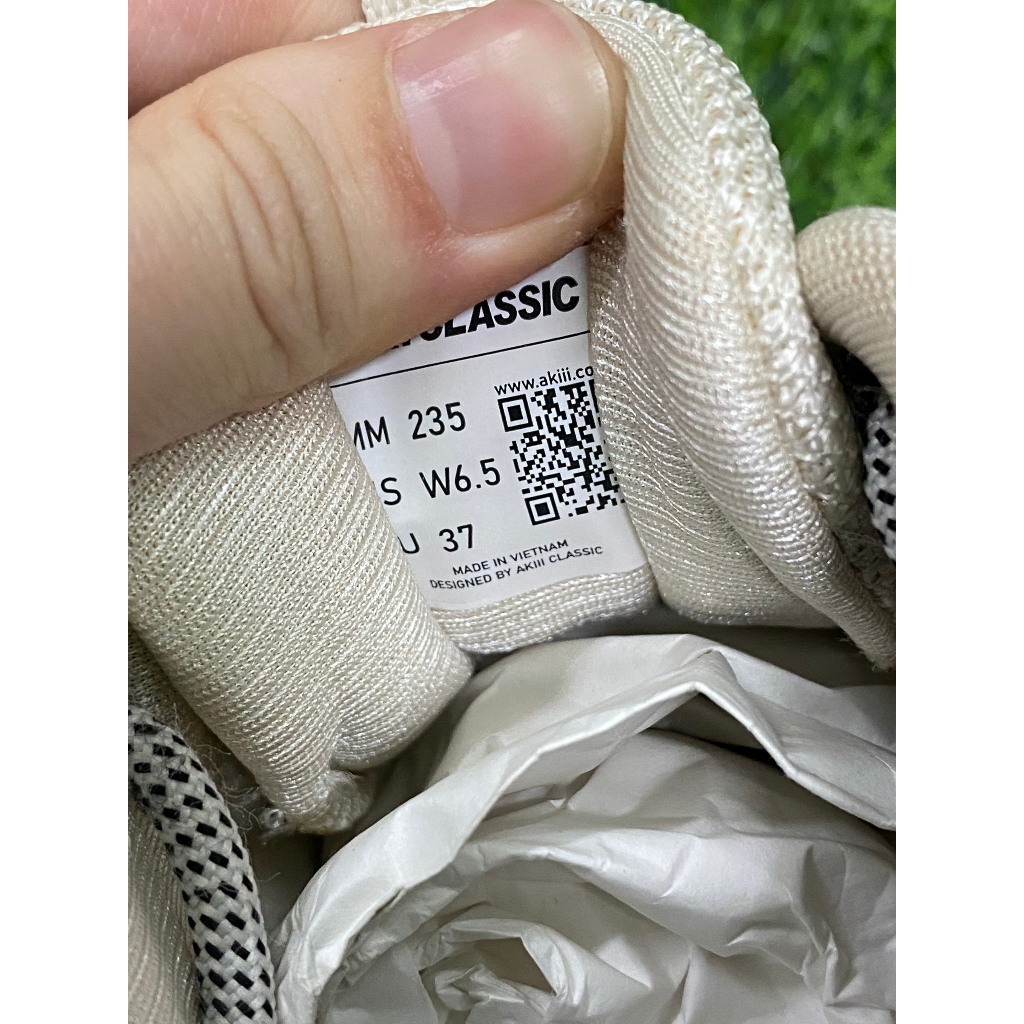 CLASSIC
www.akiii.co
MM 235
S W6.5
U 37
MADE IN VIETNAM
DESIGNED BY AKIII CLASSIC